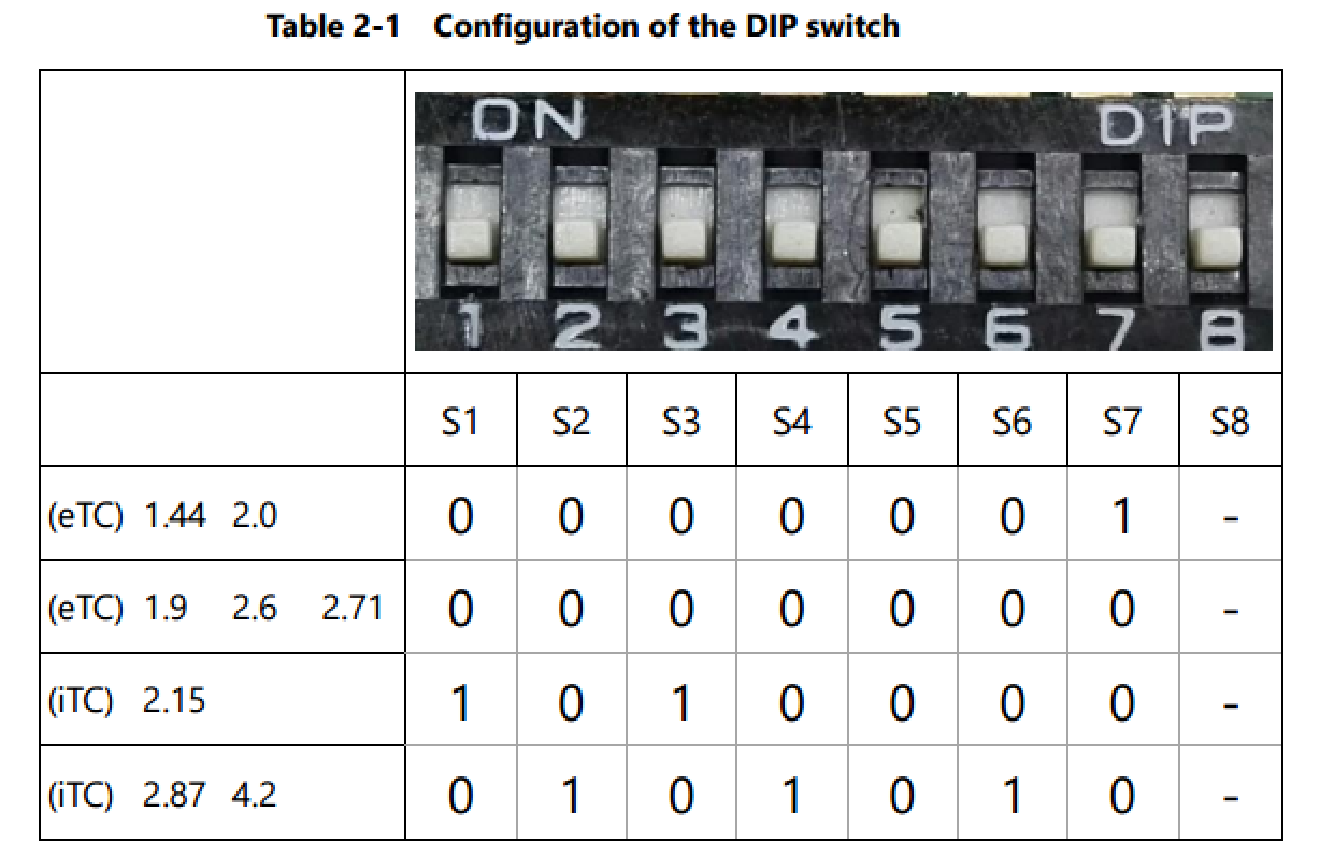 Table 2-1 Configuration of the DIP switch
ON DIP
1 2 3 4 5 6 7 8
S1 S2 S3 S4 S5 S6 S7 S8
(eTC) 1.44 2.0 0 0 0 0 0 0 1 -
(eTC) 1.9 2.6 2.71 0 0 0 0 0 0 0 -
(iTC) 2.15 1 0 1 0 0 0 0 -
(iTC) 2.87 4.2 0 1 0 1 0 1 0 -